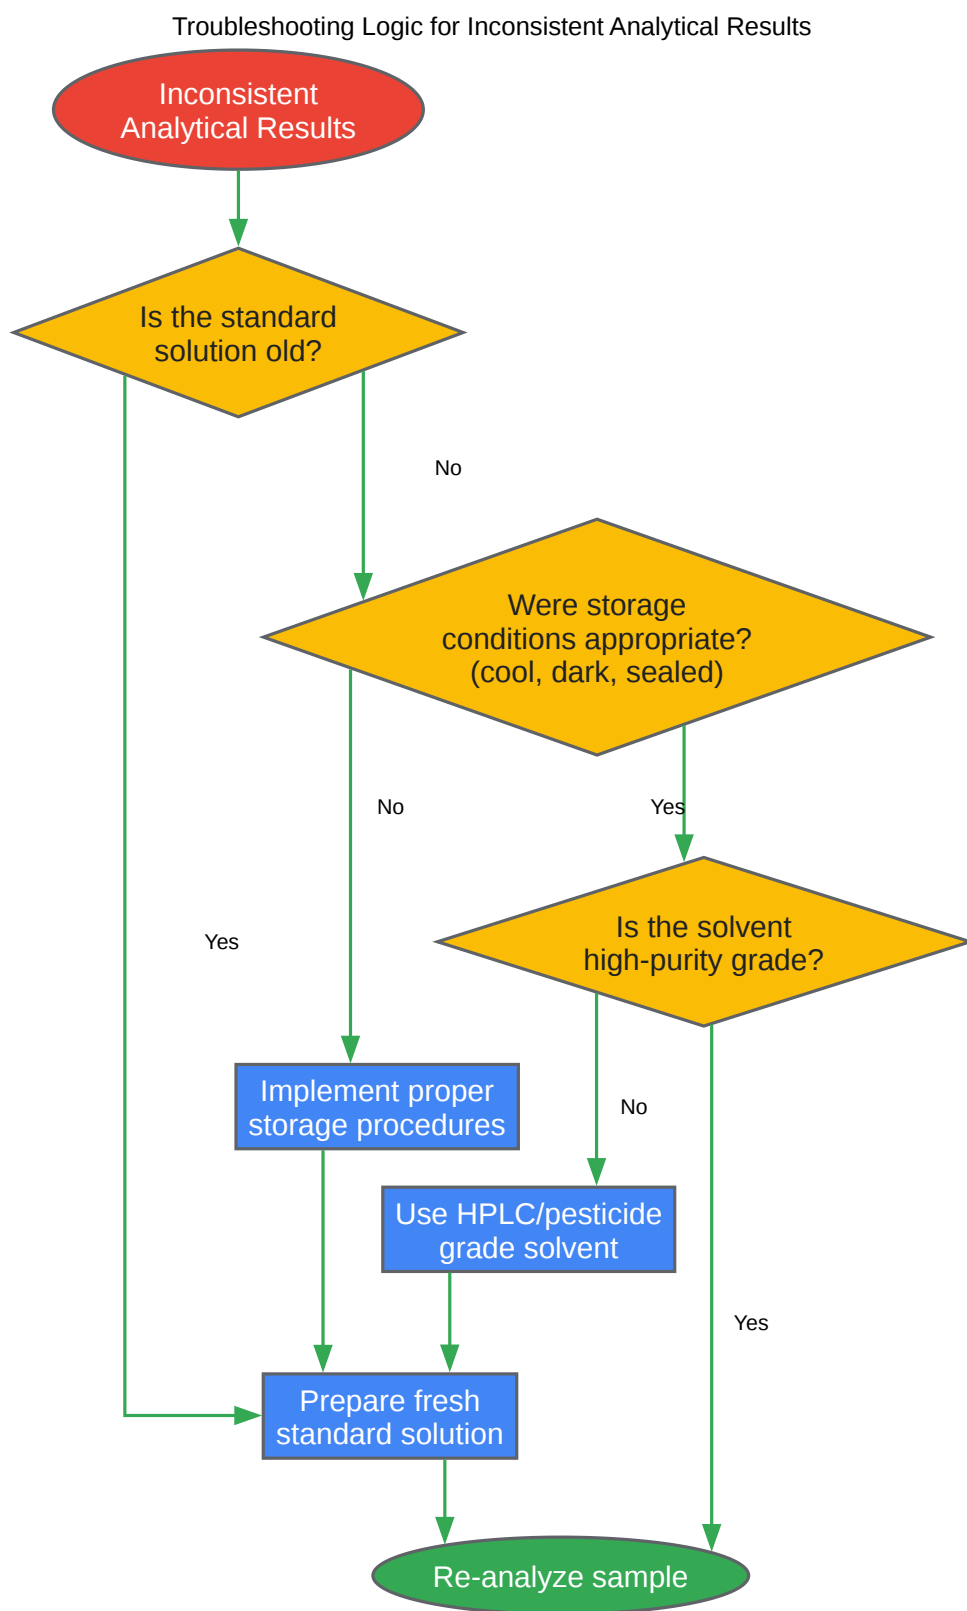 Troubleshooting Logic for Inconsistent Analytical Results
Inconsistent
Analytical Results
Is the standard
solution old?
No
Were storage
conditions appropriate?
(cool, dark, sealed)
No
Yes
Is the solvent
high-purity grade?
Yes
Implement proper
storage procedures
No
Use HPLC/pesticide
grade solvent
Yes
Prepare fresh
standard solution
Re-analyze sample